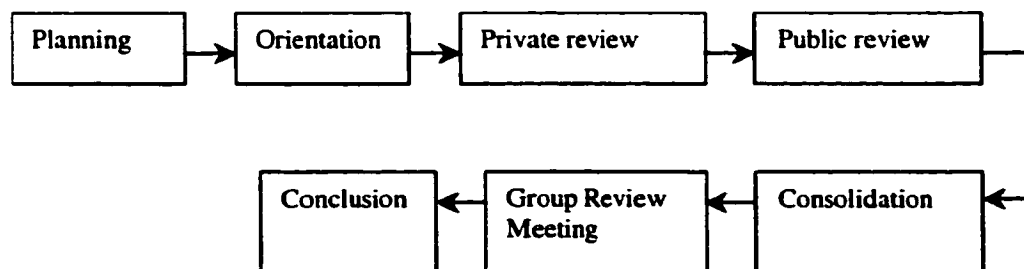 Planning
Orientation
Private review
Public review
Consolidation
Group Review
Meeting
Conclusion